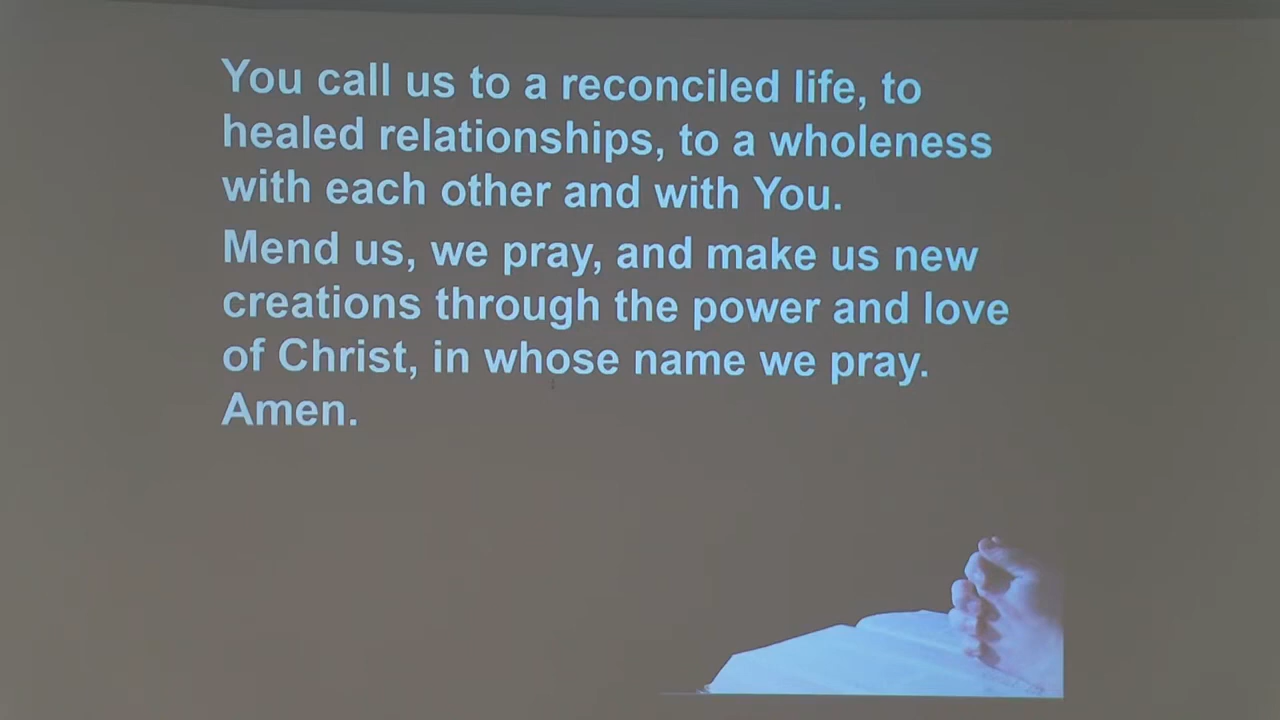 You call us to a reconciled life, to
healed relationships, to a wholeness
with each other and with You.
Mend us, we pray, and make us new
creations through the power and love
of Christ, in whose name we pray.
Amen.